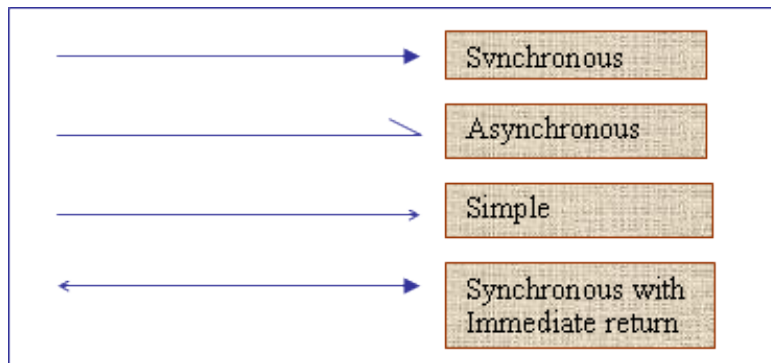 Synchronous
Asynchronous
Simple
Synchronous with
Immediate return